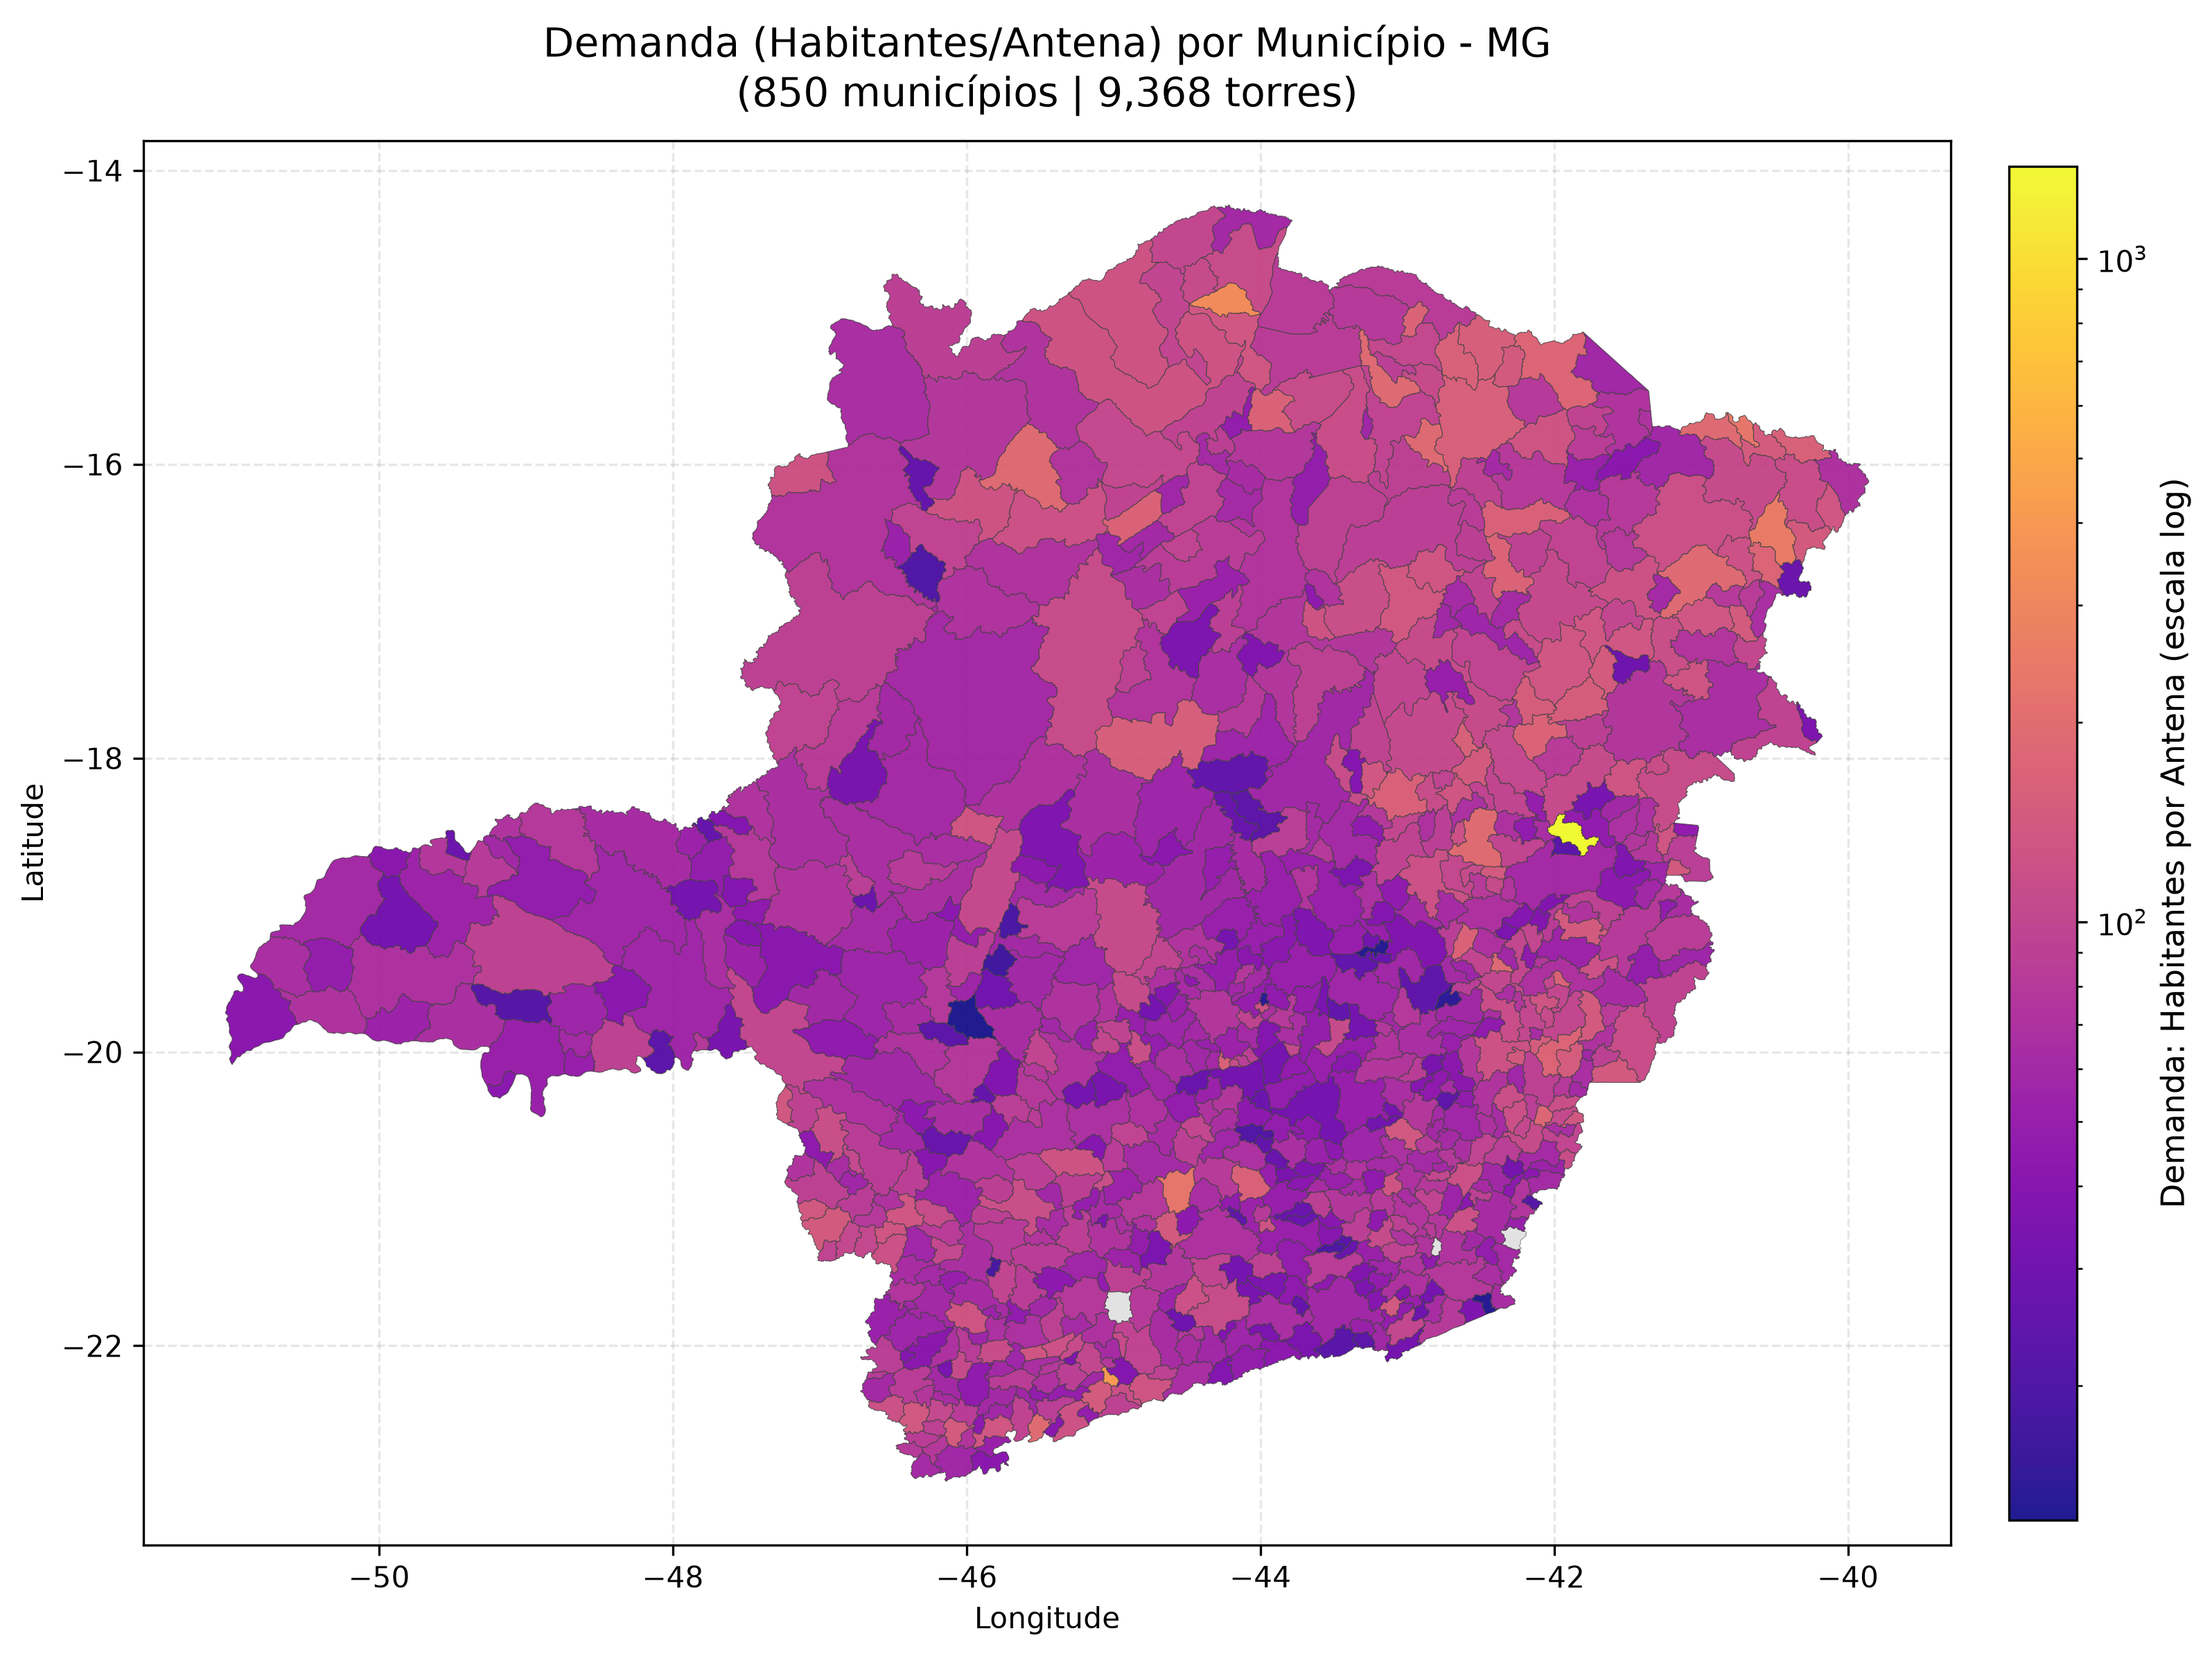 Demanda (Habitantes/Antena) por Município - MG
(850 municípios | 9,368 torres)
−14
−16
−18
−20
−22
Latitude
−50
−48
−46
−44
−42
−40
Longitude
10³
10²
Demanda: Habitantes por Antena (escala log)